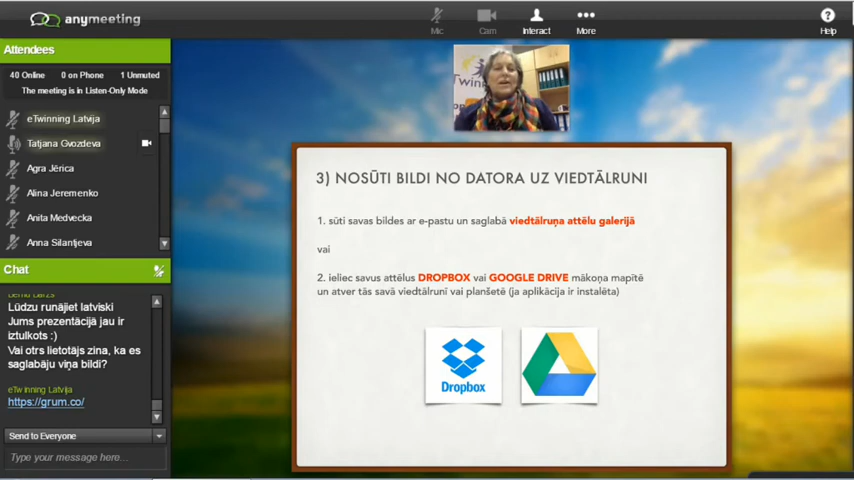 anymeeting
Mic
Cam
Interact
More
Help
Attendees
40 Online 0 on Phone 1 Unmuted
The meeting is in Listen-Only Mode
eTwinning Latvija
Tatjana Gvozdeva
Agra Jērica
Alina Jeremenko
Anita Medvecka
Anna Silantjeva
Chat
Lūdzu runājiet latviski
Jums prezentācijā jau ir
iztulkots :)
Vai otrs lietotājs zina, ka es
saglabāju viņa bildi?
eTwinning Latvija
https://grum.co/
Send to Everyone
Type your message here...
3) NOSŪTI BILDI NO DATORA UZ VIEDTĀLRUNI
1. sūti savas bildes ar e-pastu un saglabā viedtālruņa attēlu galerijā
vai
2. ieliec savus attēlus DROPBOX vai GOOGLE DRIVE mākoņa mapītē
un atver tās savā viedtālrunī vai planšetē (ja aplikācija ir instalēta)
Dropbox